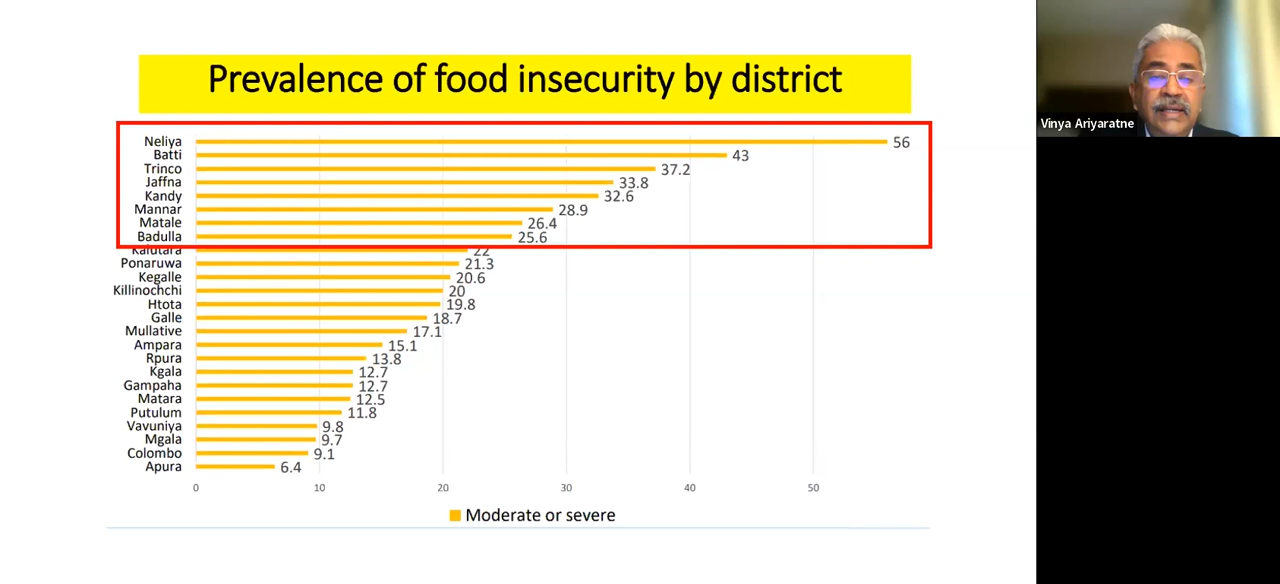 Prevalence of food insecurity by district
Neliya 56
Batti 43
Trinco 37.2
Jaffna 33.8
Kandy 32.6
Mannar 28.9
Matale 26.4
Badulla 25.6
Kalutara 22
Ponaruwa 21.3
Kegalle 20.6
Killinochchi 20
Htota 19.8
Galle 18.7
Mullative 17.1
Ampara 15.1
Rpura 13.8
Kgala 12.7
Gampaha 12.7
Matara 12.5
Putulum 11.8
Vavuniya 9.8
Mgala 9.7
Colombo 9.1
Apura 6.4
0 10 20 30 40 50
Moderate or severe
Vinya Ariyaratne